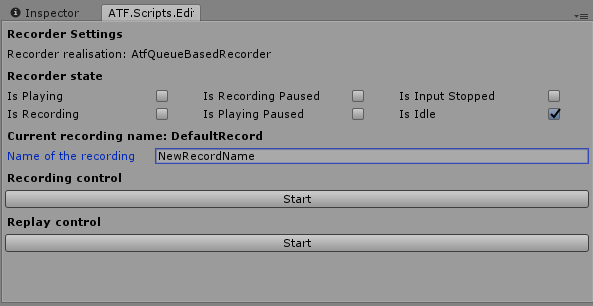 Inspector ATF.Scripts.Edi
Recorder Settings
Recorder realisation: AtfQueueBasedRecorder
Recorder state
Is Playing Is Recording Paused Is Input Stopped
Is Recording Is Playing Paused Is Idle
Current recording name: DefaultRecord
Name of the recording NewRecordName
Recording control
Start
Replay control
Start